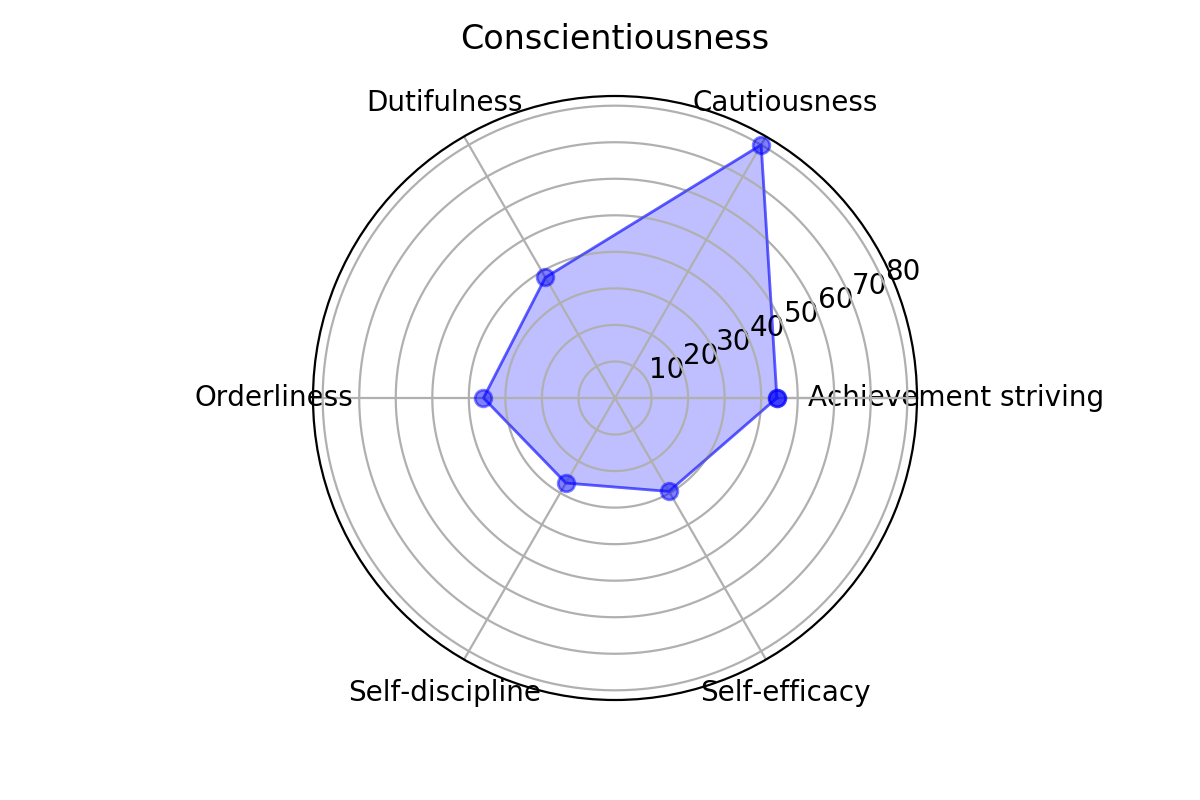 Conscientiousness
Dutifulness
Cautiousness
80
70
60
50
40
30
20
10
Orderliness
Achievement striving
Self-discipline
Self-efficacy